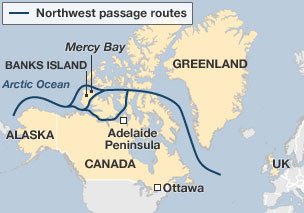 Northwest passage routes
Mercy Bay
BANKS ISLAND
GREENLAND
Arctic Ocean
ALASKA
Adelaide
Peninsula
CANADA
UK
Ottawa